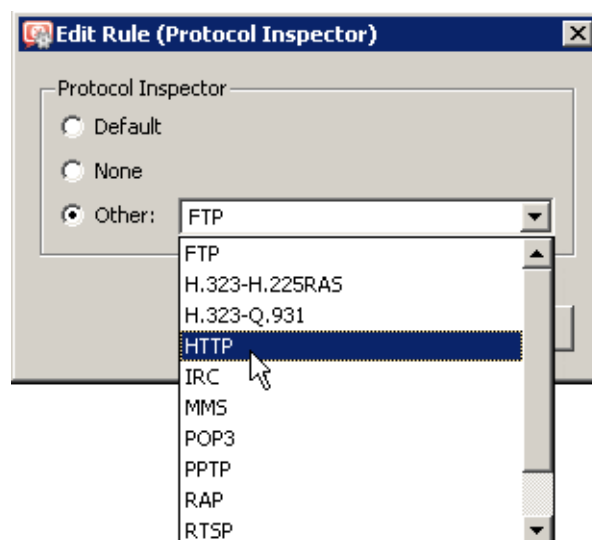 Edit Rule (Protocol Inspector)
Protocol Inspector
Default
None
Other: FTP
FTP
H.323-H.225RAS
H.323-Q.931
HTTP
IRC
MMS
POP3
PPTP
RAP
RTSP